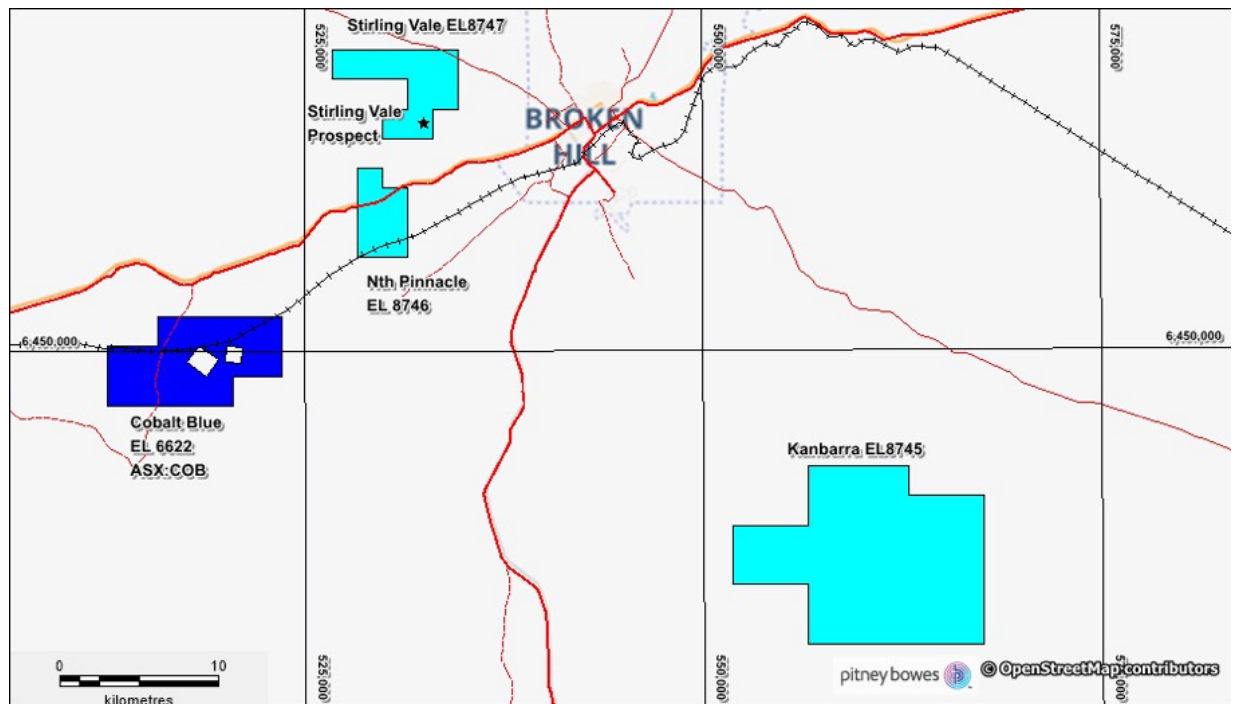 Stirling Vale EL8747
525,000
550,000
575,000
Stirling Vale
Prospect
BROKEN
HILL
Nth Pinnacle
EL 8746
6,450,000
6,450,000
Cobalt Blue
EL 6622
ASX:COB
Kanbarra EL8745
0 10
kilometres
525,000
550,000
pitney bowes
© OpenStreetMap contributors